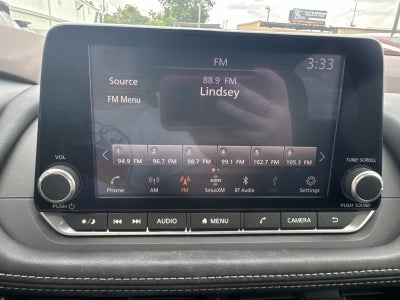 FM
3:33
Source
88.9 FM
Lindsey
FM Menu
1 2 3 4 5 6
94.9 FM 96.7 FM 98.7 FM 99.1 FM 102.7 FM 105.3 FM
VOL
TUNE·SCROLL
Phone AM FM SiriusXM BT Audio Settings
PUSH
PUSH SOUND
AUDIO MENU CAMERA